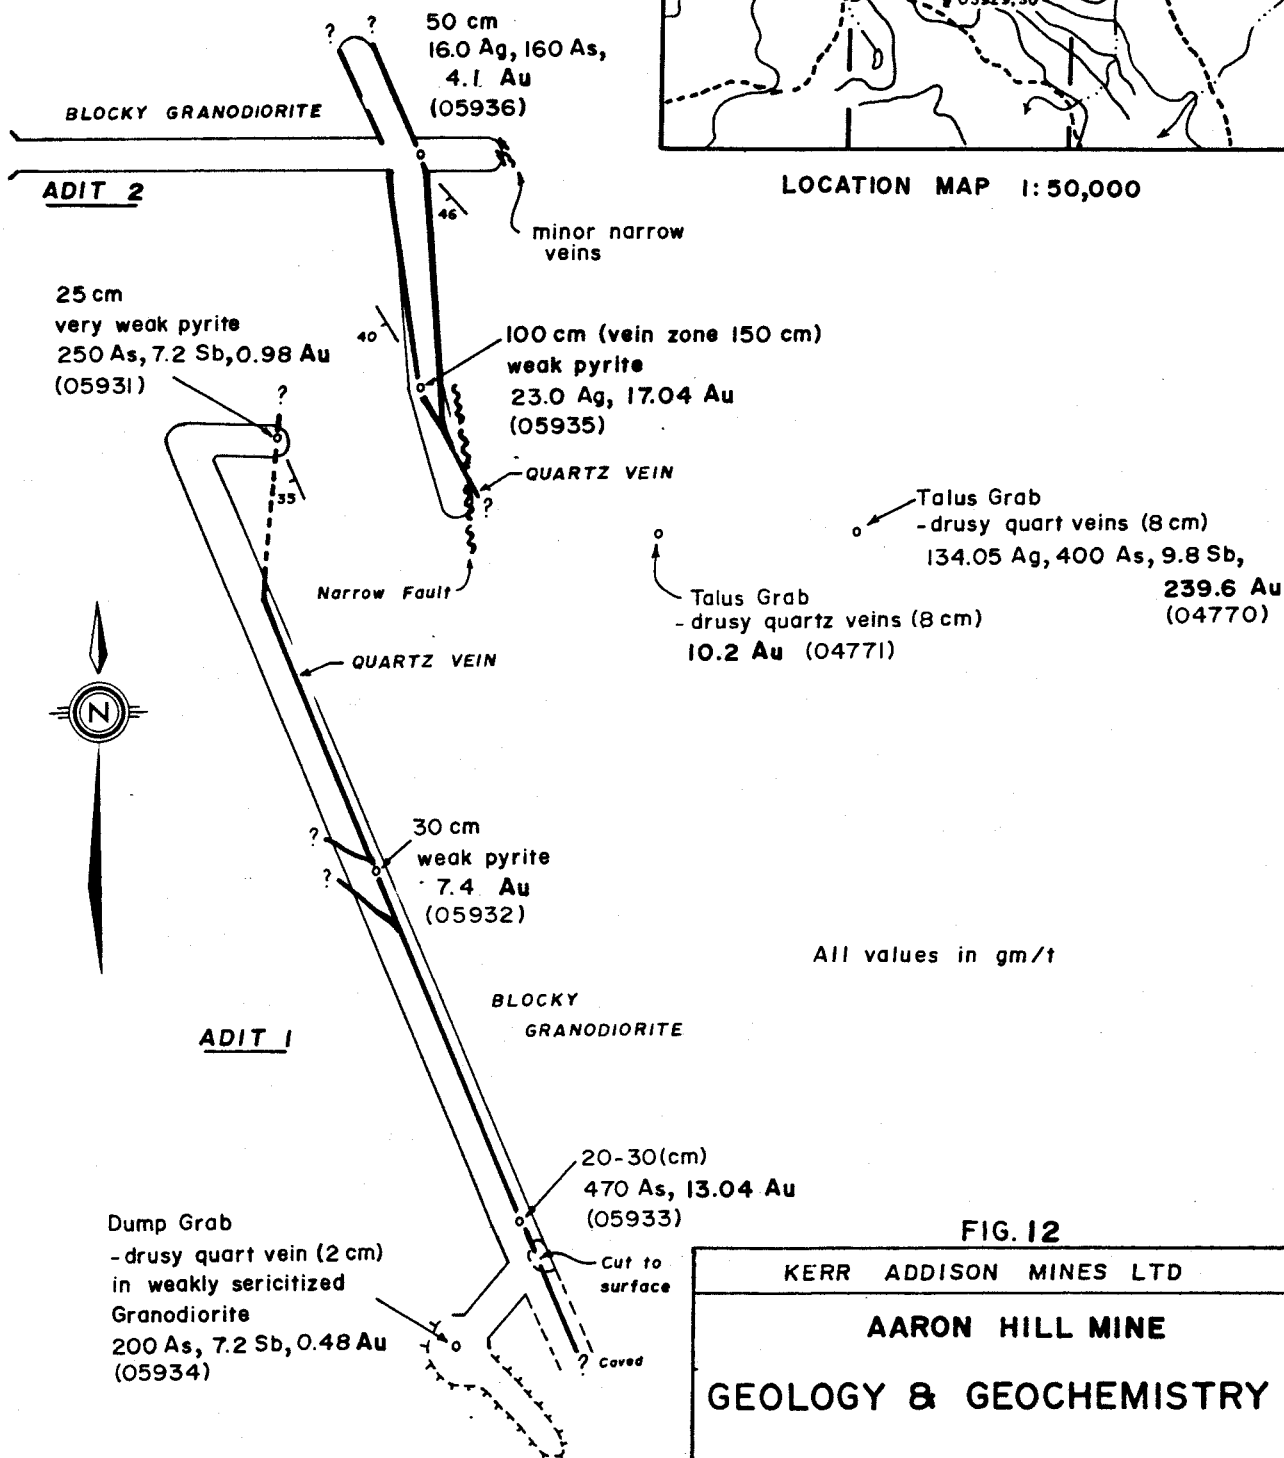 ? ?
50 cm
16.0 Ag, 160 As,
4.1 Au
(05936)
BLOCKY GRANODIORITE
ADIT 2
46
minor narrow
veins
LOCATION MAP 1:50,000
25 cm
very weak pyrite
250 As, 7.2 Sb, 0.98 Au
(05931)
?
40
100 cm (vein zone 150 cm)
weak pyrite
23.0 Ag, 17.04 Au
(05935)
QUARTZ VEIN
?
35
Narrow Fault
Talus Grab
- drusy quart veins (8 cm)
134.05 Ag, 400 As, 9.8 Sb,
239.6 Au
(04770)
Talus Grab
- drusy quartz veins (8 cm)
10.2 Au (04771)
QUARTZ VEIN
N
?
?
30 cm
weak pyrite
7.4 Au
(05932)
All values in gm/t
BLOCKY
GRANODIORITE
ADIT 1
20-30(cm)
470 As, 13.04 Au
(05933)
Cut to
surface
? Caved
Dump Grab
- drusy quart vein (2 cm)
in weakly sericitized
Granodiorite
200 As, 7.2 Sb, 0.48 Au
(05934)
FIG. 12
KERR ADDISON MINES LTD
AARON HILL MINE
GEOLOGY & GEOCHEMISTRY